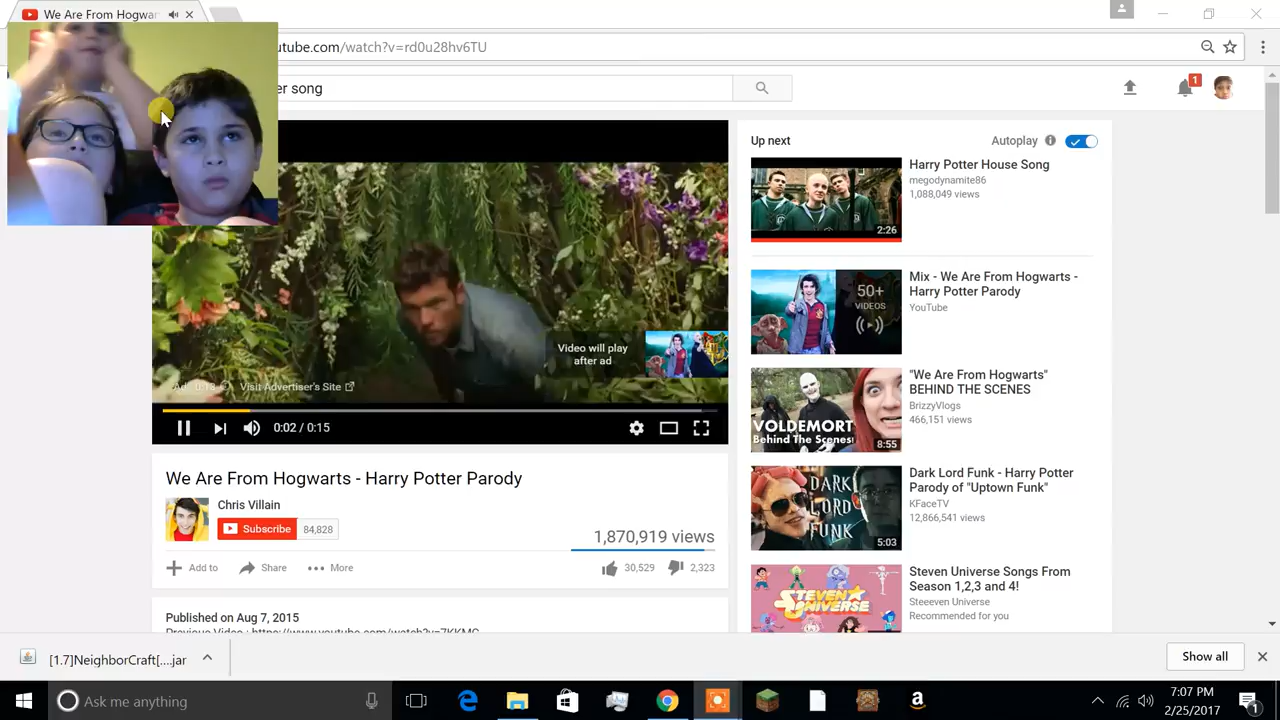 We Are From Hogwar
utube.com/watch?v=rd0u28hv6TU
er song
1
Video will play
after ad
Ad: 0:13
Visit Advertiser's Site
0:02 / 0:15
We Are From Hogwarts - Harry Potter Parody
Chris Villain
Subscribe 84,828
1,870,919 views
Add to Share More
30,529 2,323
Published on Aug 7, 2015
Up next
Autoplay
Harry Potter House Song
megodynamite86
1,088,049 views
2:26
Mix - We Are From Hogwarts -
Harry Potter Parody
YouTube
50+
VIDEOS
"We Are From Hogwarts"
BEHIND THE SCENES
BrizzyVlogs
466,151 views
VOLDEMORT
Behind The Scenes!
8:55
Dark Lord Funk - Harry Potter
Parody of "Uptown Funk"
KFaceTV
12,866,541 views
DARK
LORD
FUNK
5:03
Steven Universe Songs From
Season 1,2,3 and 4!
Steeeven Universe
Recommended for you
STEVEN
UNIVERSE
[1.7]NeighborCraft[....jar
Show all
Ask me anything
7:07 PM
2/25/2017
1